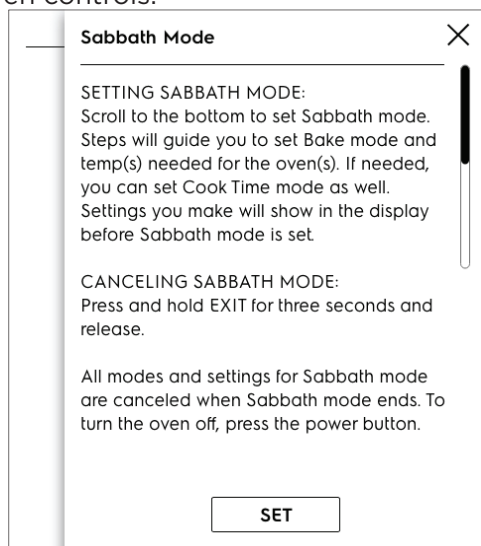 en controls.
Sabbath Mode
SETTING SABBATH MODE:
Scroll to the bottom to set Sabbath mode.
Steps will guide you to set Bake mode and
temp(s) needed for the oven(s). If needed,
you can set Cook Time mode as well.
Settings you make will show in the display
before Sabbath mode is set.
CANCELING SABBATH MODE:
Press and hold EXIT for three seconds and
release.
All modes and settings for Sabbath mode
are canceled when Sabbath mode ends. To
turn the oven off, press the power button.
SET